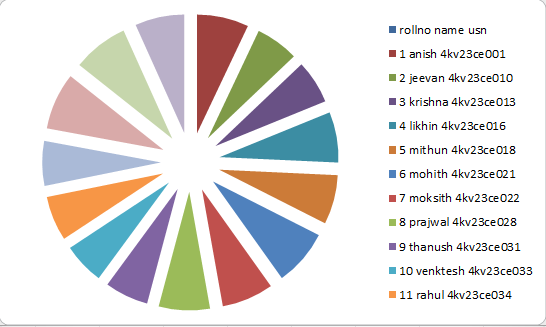 rollno name usn
1 anish 4kv23ce001
2 jeevan 4kv23ce010
3 krishna 4kv23ce013
4 likhin 4kv23ce016
5 mithun 4kv23ce018
6 mohith 4kv23ce021
7 moksith 4kv23ce022
8 prajwal 4kv23ce028
9 thanush 4kv23ce031
10 venktesh 4kv23ce033
11 rahul 4kv23ce034